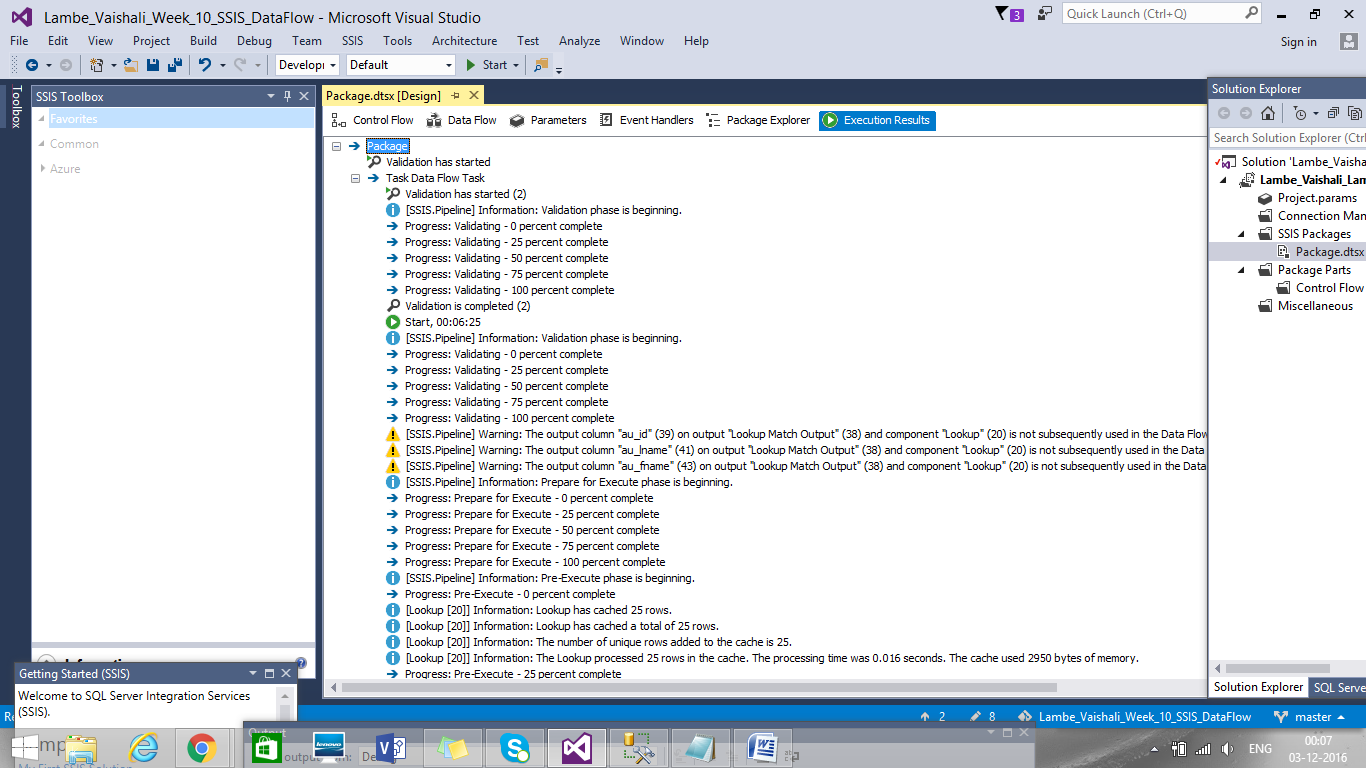 Lambe_Vaishali_Week_10_SSIS_DataFlow - Microsoft Visual Studio
3
Quick Launch (Ctrl+Q)
File Edit View Project Build Debug Team SSIS Tools Architecture Test Analyze Window Help
Sign in
Developr Default Start
Toolbox
SSIS Toolbox
Favorites
Common
Azure
Package.dtsx [Design]
Control Flow Data Flow Parameters Event Handlers Package Explorer Execution Results
Package
Validation has started
Task Data Flow Task
Validation has started (2)
[SSIS.Pipeline] Information: Validation phase is beginning.
Progress: Validating - 0 percent complete
Progress: Validating - 25 percent complete
Progress: Validating - 50 percent complete
Progress: Validating - 75 percent complete
Progress: Validating - 100 percent complete
Validation is completed (2)
Start, 00:06:25
[SSIS.Pipeline] Information: Validation phase is beginning.
Progress: Validating - 0 percent complete
Progress: Validating - 25 percent complete
Progress: Validating - 50 percent complete
Progress: Validating - 75 percent complete
Progress: Validating - 100 percent complete
[SSIS.Pipeline] Warning: The output column "au_id" (39) on output "Lookup Match Output" (38) and component "Lookup" (20) is not subsequently used in the Data Flow
[SSIS.Pipeline] Warning: The output column "au_lname" (41) on output "Lookup Match Output" (38) and component "Lookup" (20) is not subsequently used in the Data
[SSIS.Pipeline] Warning: The output column "au_fname" (43) on output "Lookup Match Output" (38) and component "Lookup" (20) is not subsequently used in the Data
[SSIS.Pipeline] Information: Prepare for Execute phase is beginning.
Progress: Prepare for Execute - 0 percent complete
Progress: Prepare for Execute - 25 percent complete
Progress: Prepare for Execute - 50 percent complete
Progress: Prepare for Execute - 75 percent complete
Progress: Prepare for Execute - 100 percent complete
[SSIS.Pipeline] Information: Pre-Execute phase is beginning.
Progress: Pre-Execute - 0 percent complete
[Lookup [20]] Information: Lookup has cached 25 rows.
[Lookup [20]] Information: Lookup has cached a total of 25 rows.
[Lookup [20]] Information: The number of unique rows added to the cache is 25.
[Lookup [20]] Information: The Lookup processed 25 rows in the cache. The processing time was 0.016 seconds. The cache used 2950 bytes of memory.
Progress: Pre-Execute - 25 percent complete
Solution Explorer
Search Solution Explorer (Ctrl
Solution 'Lambe_Vaisha
Lambe_Vaishali_Lam
Project.params
Connection Man
SSIS Packages
Package.dtsx
Package Parts
Control Flow
Miscellaneous
Solution Explorer SQL Serve
Getting Started (SSIS)
Welcome to SQL Server Integration Services
(SSIS).
2 8 Lambe_Vaishali_Week_10_SSIS_DataFlow master
Output
lenovo
ENG
00:07
03-12-2016